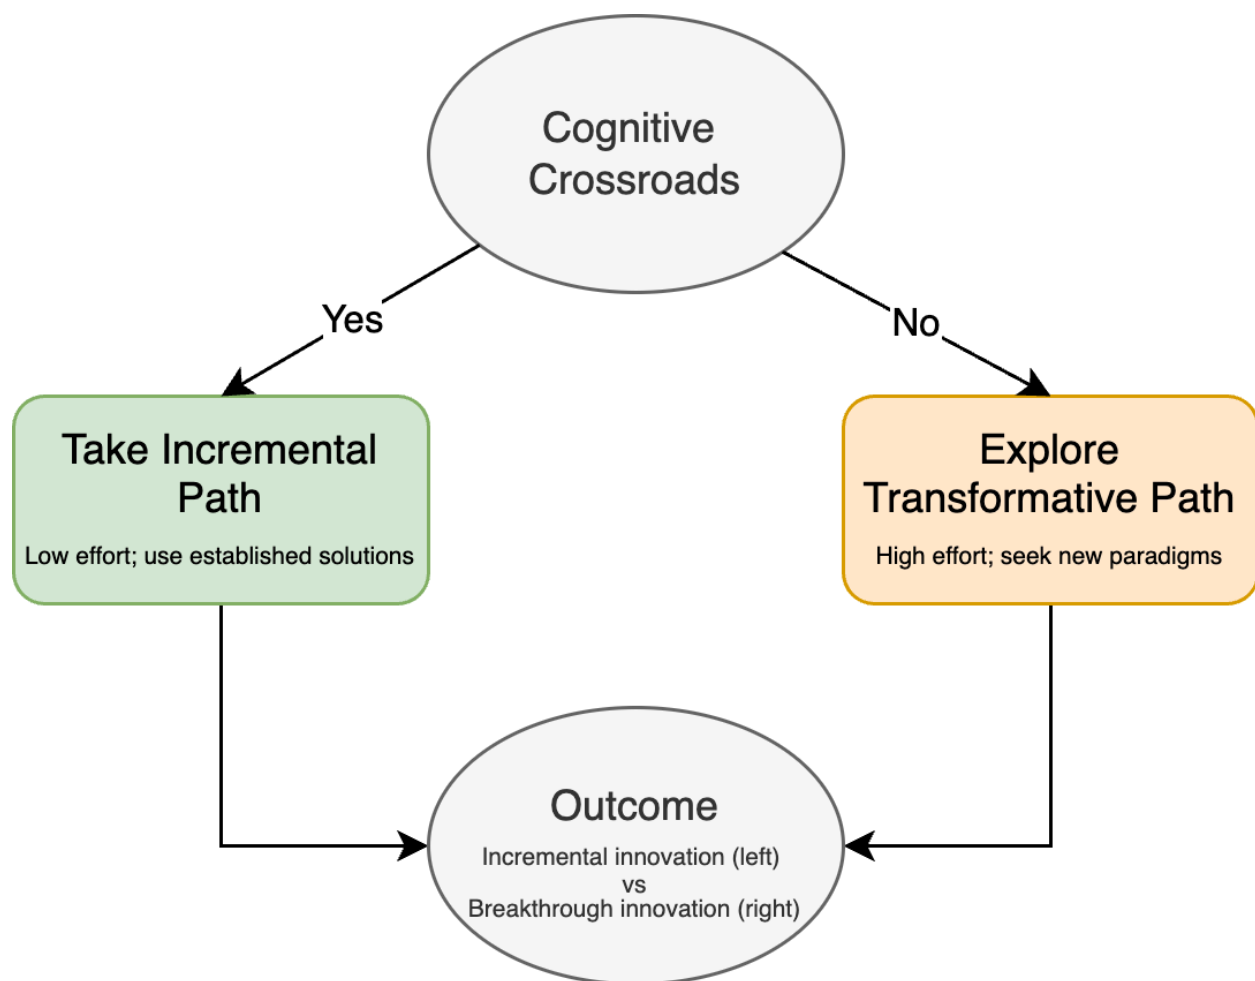 Cognitive
Crossroads
Yes
No
Take Incremental
Path
Low effort; use established solutions
Explore
Transformative Path
High effort; seek new paradigms
Outcome
Incremental innovation (left)
vs
Breakthrough innovation (right)